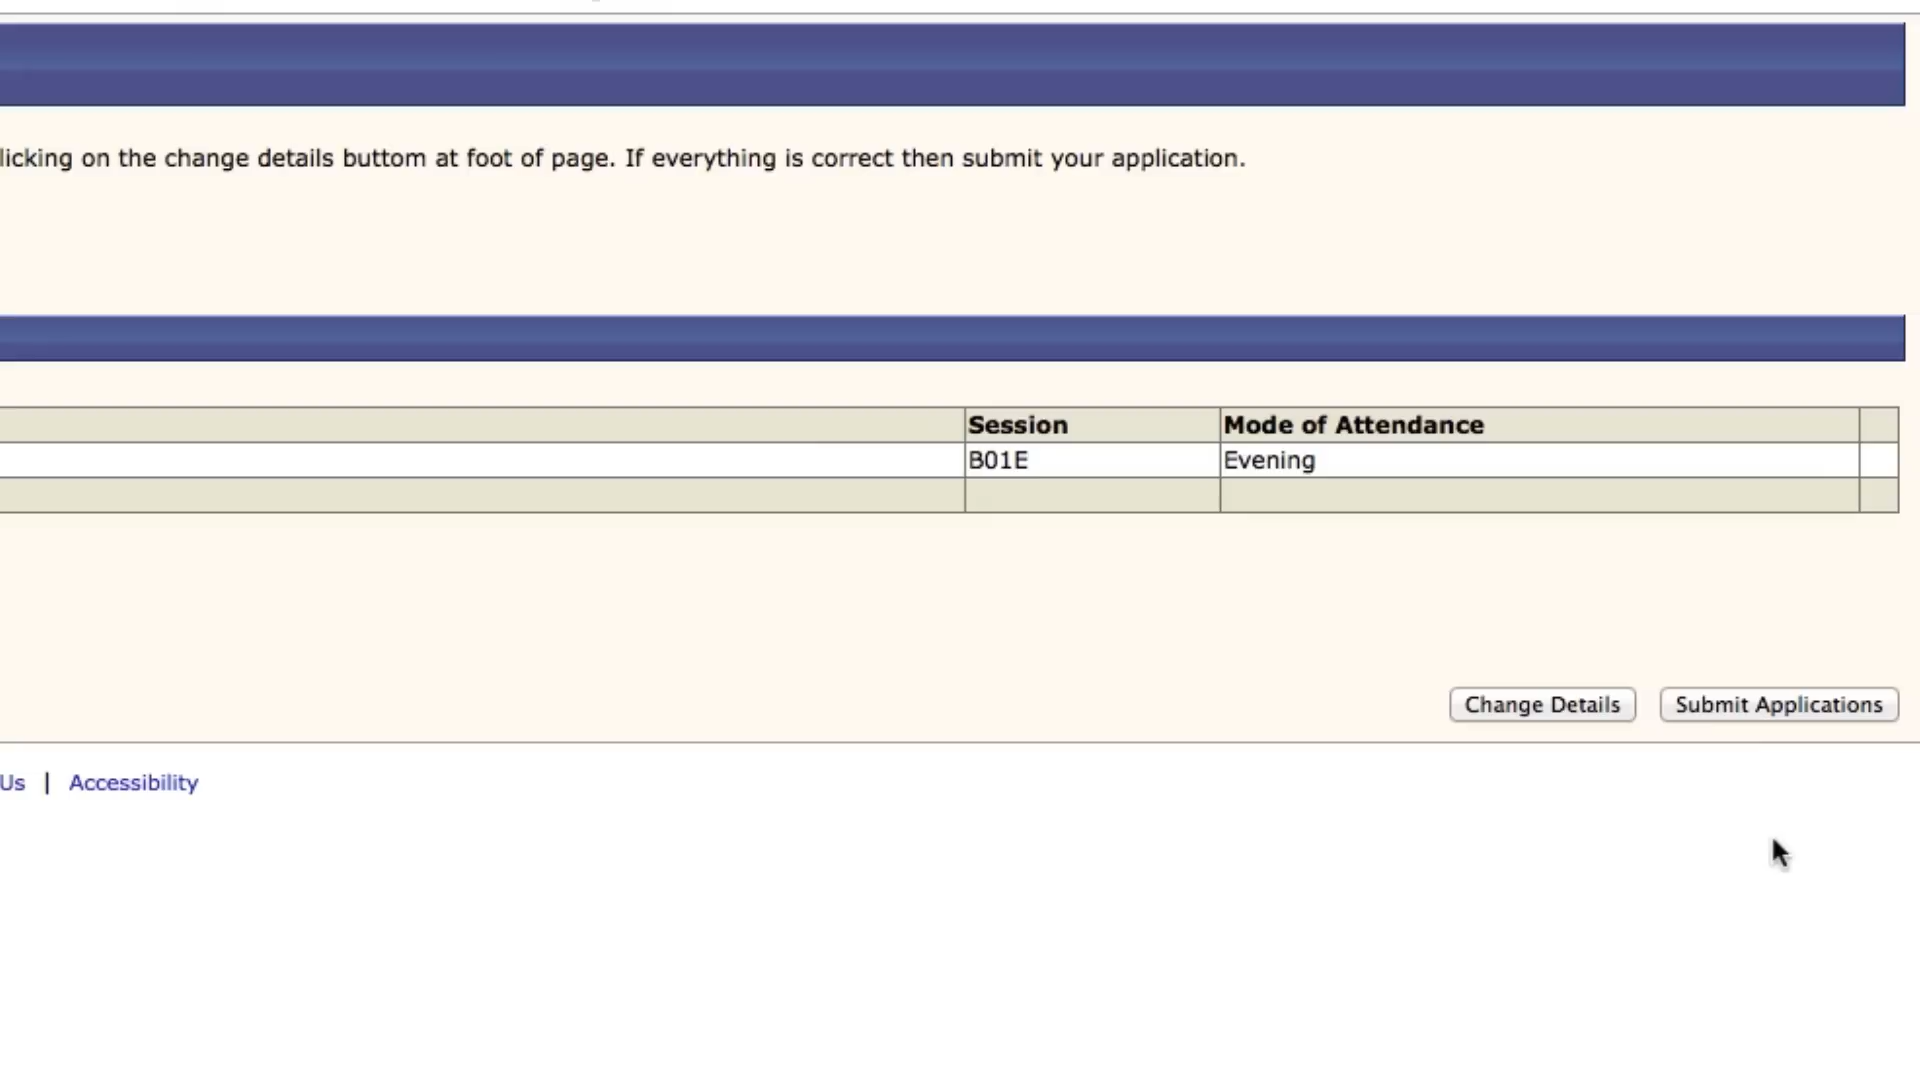 licking on the change details buttom at foot of page. If everything is correct then submit your application.
Session Mode of Attendance
B01E Evening
Change Details Submit Applications
Us | Accessibility